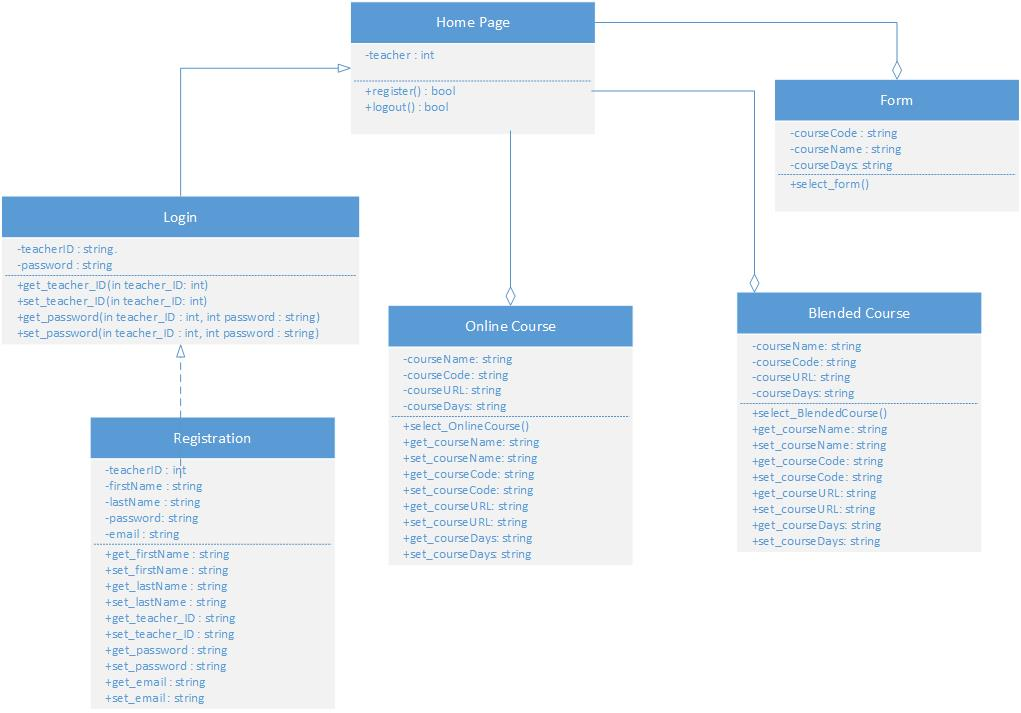 Home Page
-teacher : int
+register() : bool
+logout() : bool
Form
-courseCode : string
-courseName : string
-courseDays: string
+select_form()
Login
-teacherID : string.
-password : string
+get_teacher_ID(in teacher_ID: int)
+set_teacher_ID(in teacher_ID: int)
+get_password(in teacher_ID : int, int password : string)
+set_password(in teacher_ID : int, int password : string)
Online Course
-courseName: string
-courseCode: string
-courseURL: string
-courseDays: string
+select_OnlineCourse()
+get_courseName: string
+set_courseName: string
+get_courseCode: string
+set_courseCode: string
+get_courseURL: string
+set_courseURL: string
+get_courseDays: string
+set_courseDays: string
Blended Course
-courseName: string
-courseCode: string
-courseURL: string
-courseDays: string
+select_BlendedCourse()
+get_courseName: string
+set_courseName: string
+get_courseCode: string
+set_courseCode: string
+get_courseURL: string
+set_courseURL: string
+get_courseDays: string
+set_courseDays: string
Registration
-teacherID : int
-firstName : string
-lastName : string
-password: string
-email : string
+get_firstName : string
+set_firstName : string
+get_lastName : string
+set_lastName : string
+get_teacher_ID : string
+set_teacher_ID : string
+get_password : string
+set_password : string
+get_email : string
+set_email : string